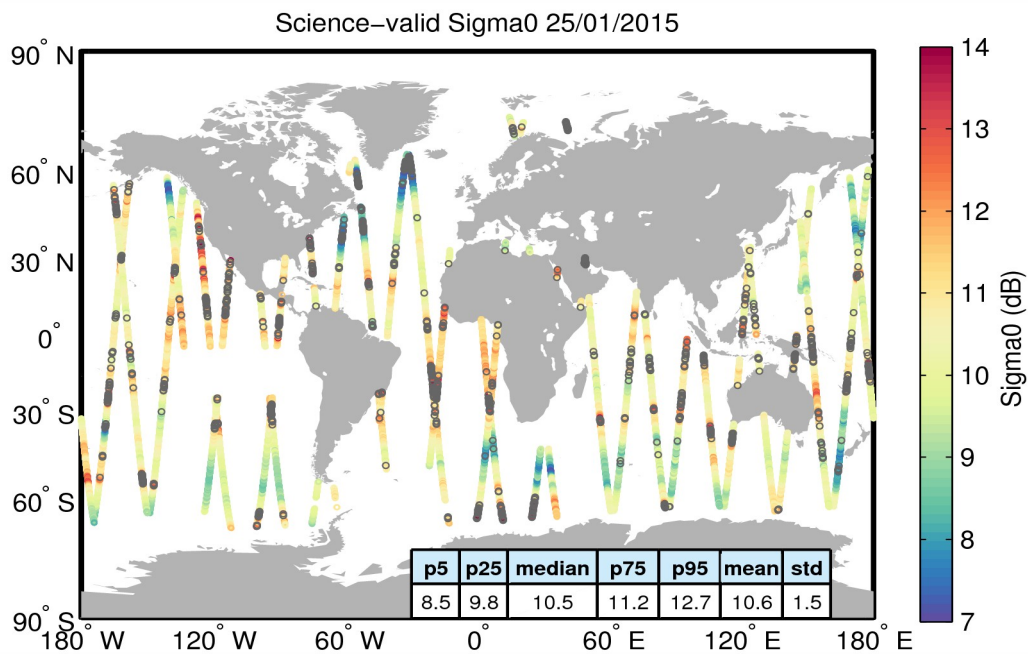 Science−valid Sigma0 25/01/2015
90° N
60° N
30° N
0°
30° S
60° S
90° S
180° W
120° W
60° W
0°
60° E
120° E
180° E
14
13
12
11
10
9
8
7
Sigma0 (dB)
p5 p25 median p75 p95 mean std
8.5 9.8 10.5 11.2 12.7 10.6 1.5